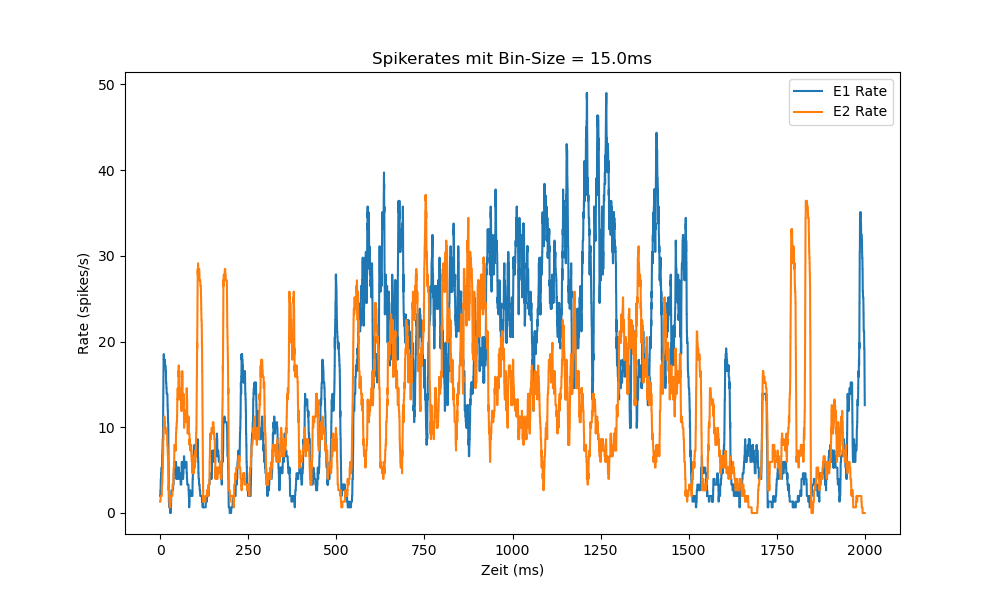 Spikerates mit Bin-Size = 15.0ms
E1 Rate
E2 Rate
50
40
30
20
10
0
Rate (spikes/s)
0 250 500 750 1000 1250 1500 1750 2000
Zeit (ms)